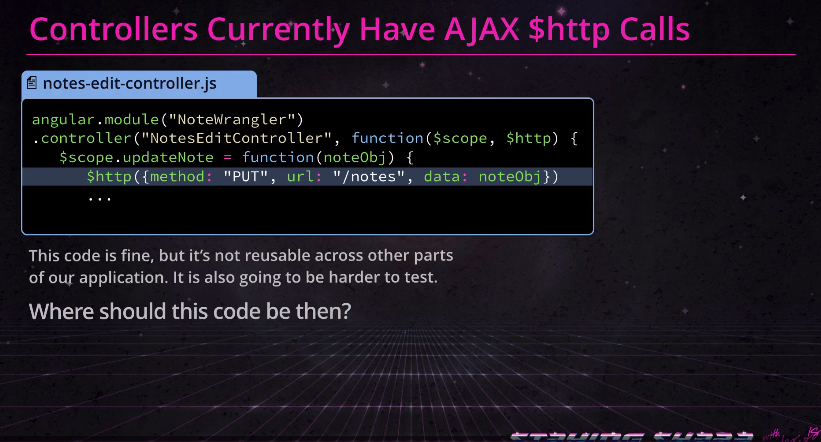 Controllers Currently Have AJAX $http Calls
notes-edit-controller.js
angular.module("NoteWrangler")
.controller("NotesEditController", function($scope, $http) {
$scope.updateNote = function(noteObj) {
$http({method: "PUT", url: "/notes", data: noteObj})
...
This code is fine, but it’s not reusable across other parts
of our application. It is also going to be harder to test.
Where should this code be then?